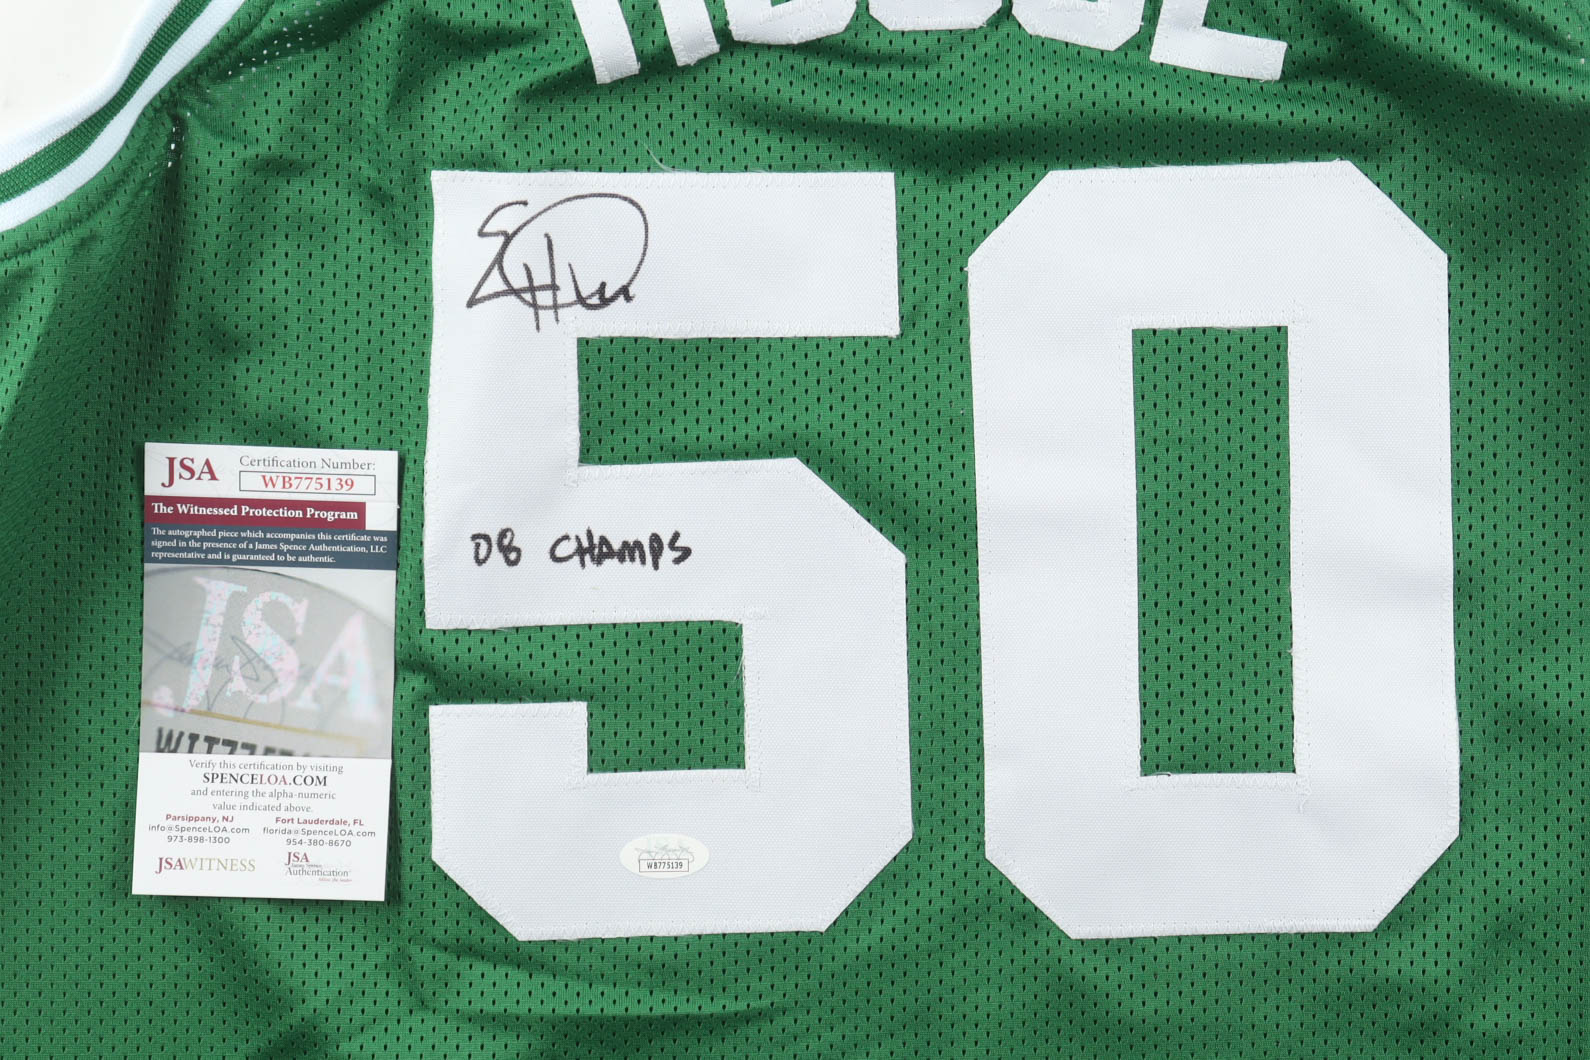 50
08 CHAMPS
JSA
Certification Number:
WB775139
The Witnessed Protection Program
The autographed piece which accompanies this certificate was
signed in the presence of a James Spence Authentication, LLC
representative and is guaranteed to be authentic.
JSA
Verify this certification by visiting
SPENCELOA.COM
and entering the alpha-numeric
value indicated above.
Parsippany, NJ
info@SpenceLOA.com
973-898-1300
Fort Lauderdale, FL
florida@SpenceLOA.com
954-380-8670
JSAWITNESS
JSA
Authentication
WB775139